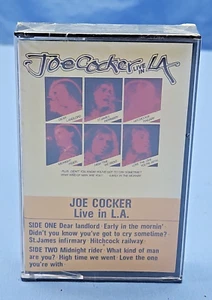 Joe Cocker LIVE IN L.A.
JOE COCKER
Live in L.A.
SIDE ONE Dear landlord · Early in the mornin' ·
Didn't you know you've got to cry sometime? ·
St. James infirmary · Hitchcock railway ·
SIDE TWO Midnight rider · What kind of man
are you? · High time we went · Love the one
you're with ·